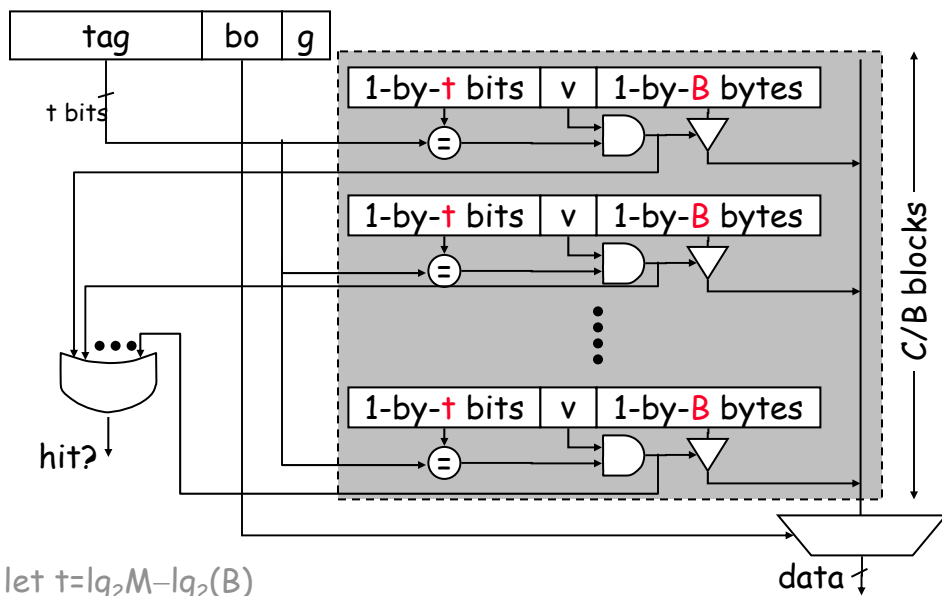 tag bo g
t bits
1-by-t bits v 1-by-B bytes
=
1-by-t bits v 1-by-B bytes
=
C/B blocks
1-by-t bits v 1-by-B bytes
=
hit?
data
let t=lg₂M–lg₂(B)